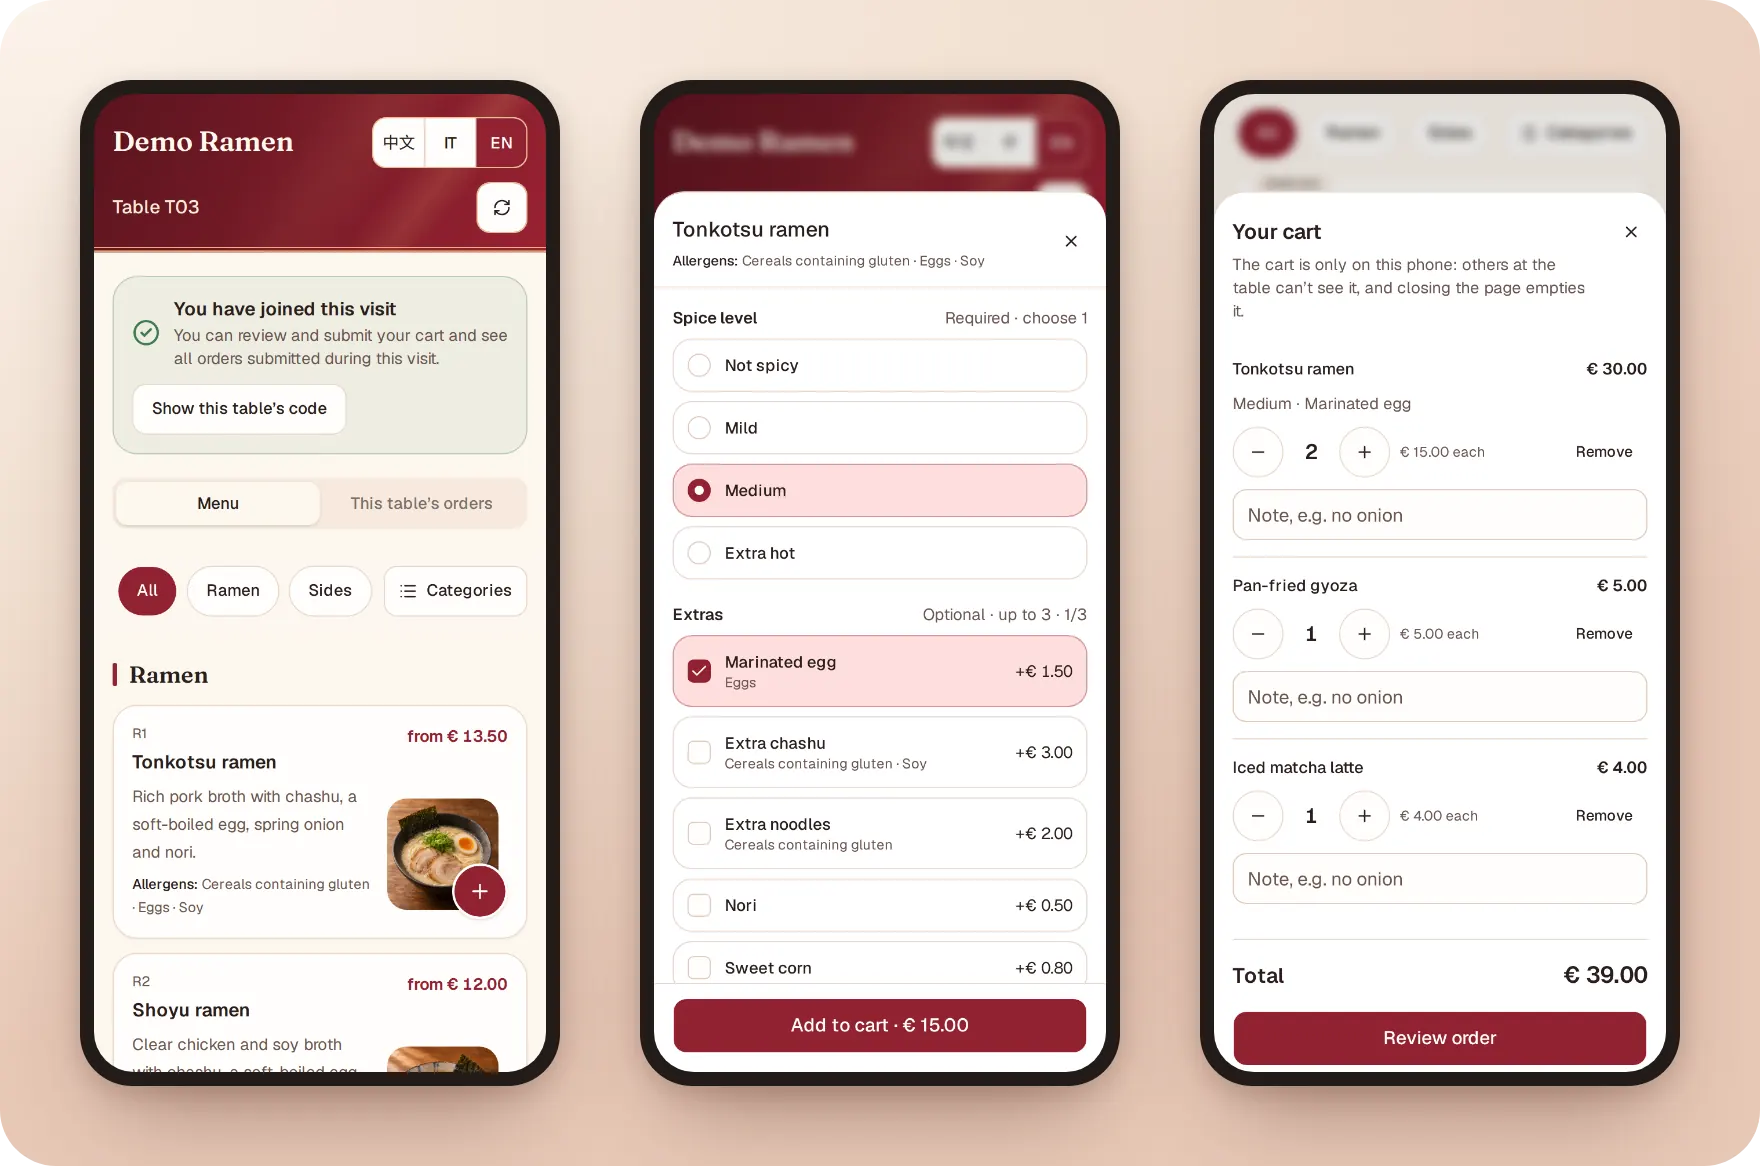 Demo Ramen
中文 IT EN
Table T03
You have joined this visit
You can review and submit your cart and see
all orders submitted during this visit.
Show this table's code
Menu This table's orders
All Ramen Sides Categories
Ramen
R1
from € 13.50
Tonkotsu ramen
Rich pork broth with chashu, a
soft-boiled egg, spring onion
and nori.
Allergens: Cereals containing gluten
· Eggs · Soy
R2
from € 12.00
Shoyu ramen
Clear chicken and soy broth
with chashu, a soft-boiled egg,
Demo Ramen
Tonkotsu ramen
Allergens: Cereals containing gluten · Eggs · Soy
Spice level Required · choose 1
Not spicy
Mild
Medium
Extra hot
Extras Optional · up to 3 · 1/3
Marinated egg
Eggs
+€ 1.50
Extra chashu
Cereals containing gluten · Soy
+€ 3.00
Extra noodles
Cereals containing gluten
+€ 2.00
Nori +€ 0.50
Sweet corn +€ 0.80
Add to cart · € 15.00
Ramen Sides Categories
Your cart
The cart is only on this phone: others at the
table can't see it, and closing the page empties
it.
Tonkotsu ramen € 30.00
Medium · Marinated egg
2 € 15.00 each Remove
Note, e.g. no onion
Pan-fried gyoza € 5.00
1 € 5.00 each Remove
Note, e.g. no onion
Iced matcha latte € 4.00
1 € 4.00 each Remove
Note, e.g. no onion
Total € 39.00
Review order